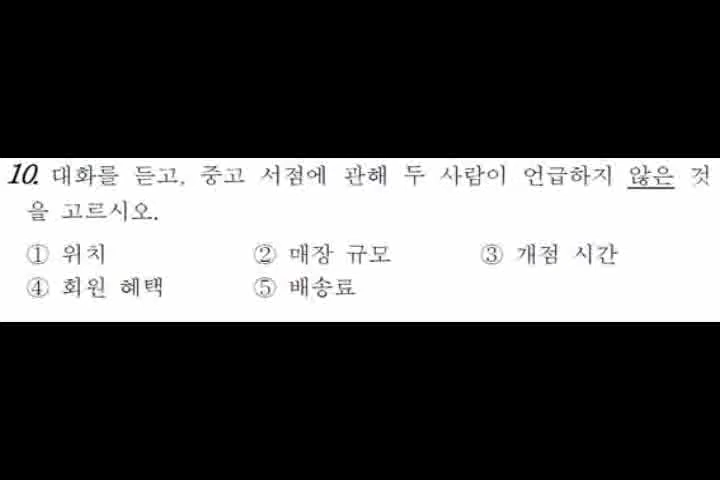 10. 대화를 듣고, 중고 서점에 관해 두 사람이 언급하지 않은 것
을 고르시오.
① 위치 ② 매장 규모 ③ 개점 시간
④ 회원 혜택 ⑤ 배송료